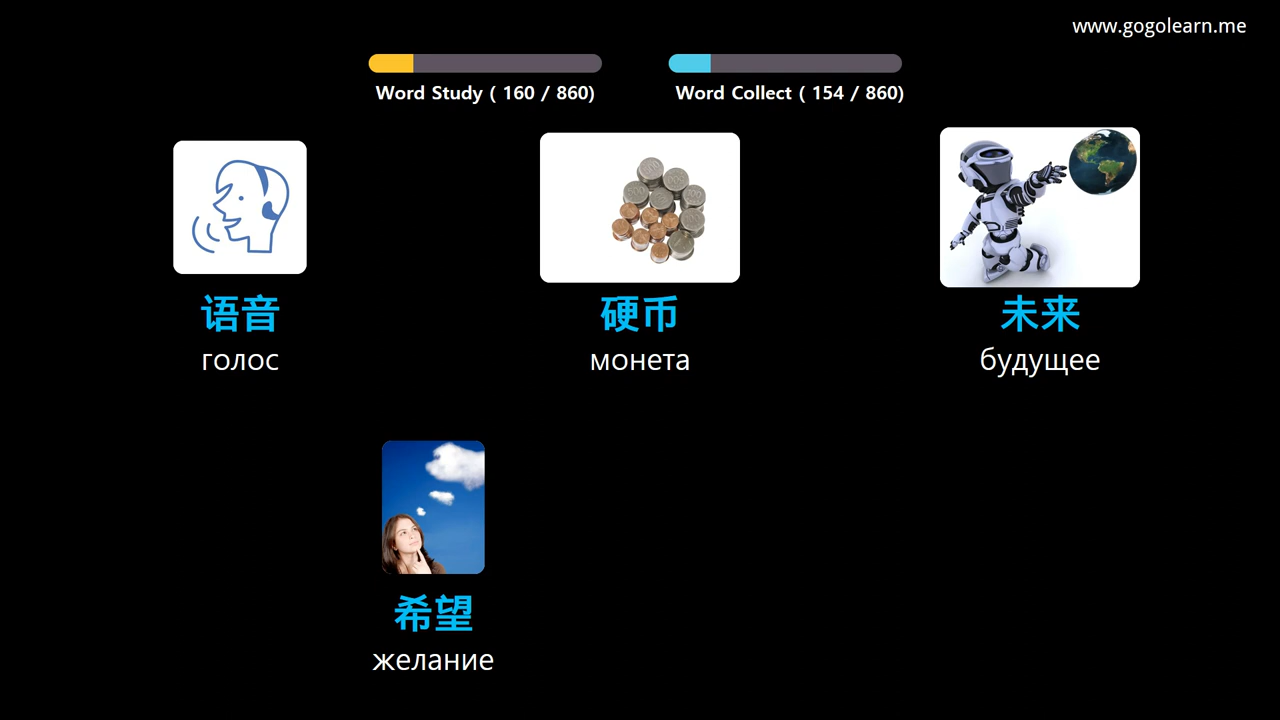 www.gogolearn.me
Word Study ( 160 / 860)
Word Collect ( 154 / 860)
语音
голос
硬币
монета
未来
будущее
希望
желание